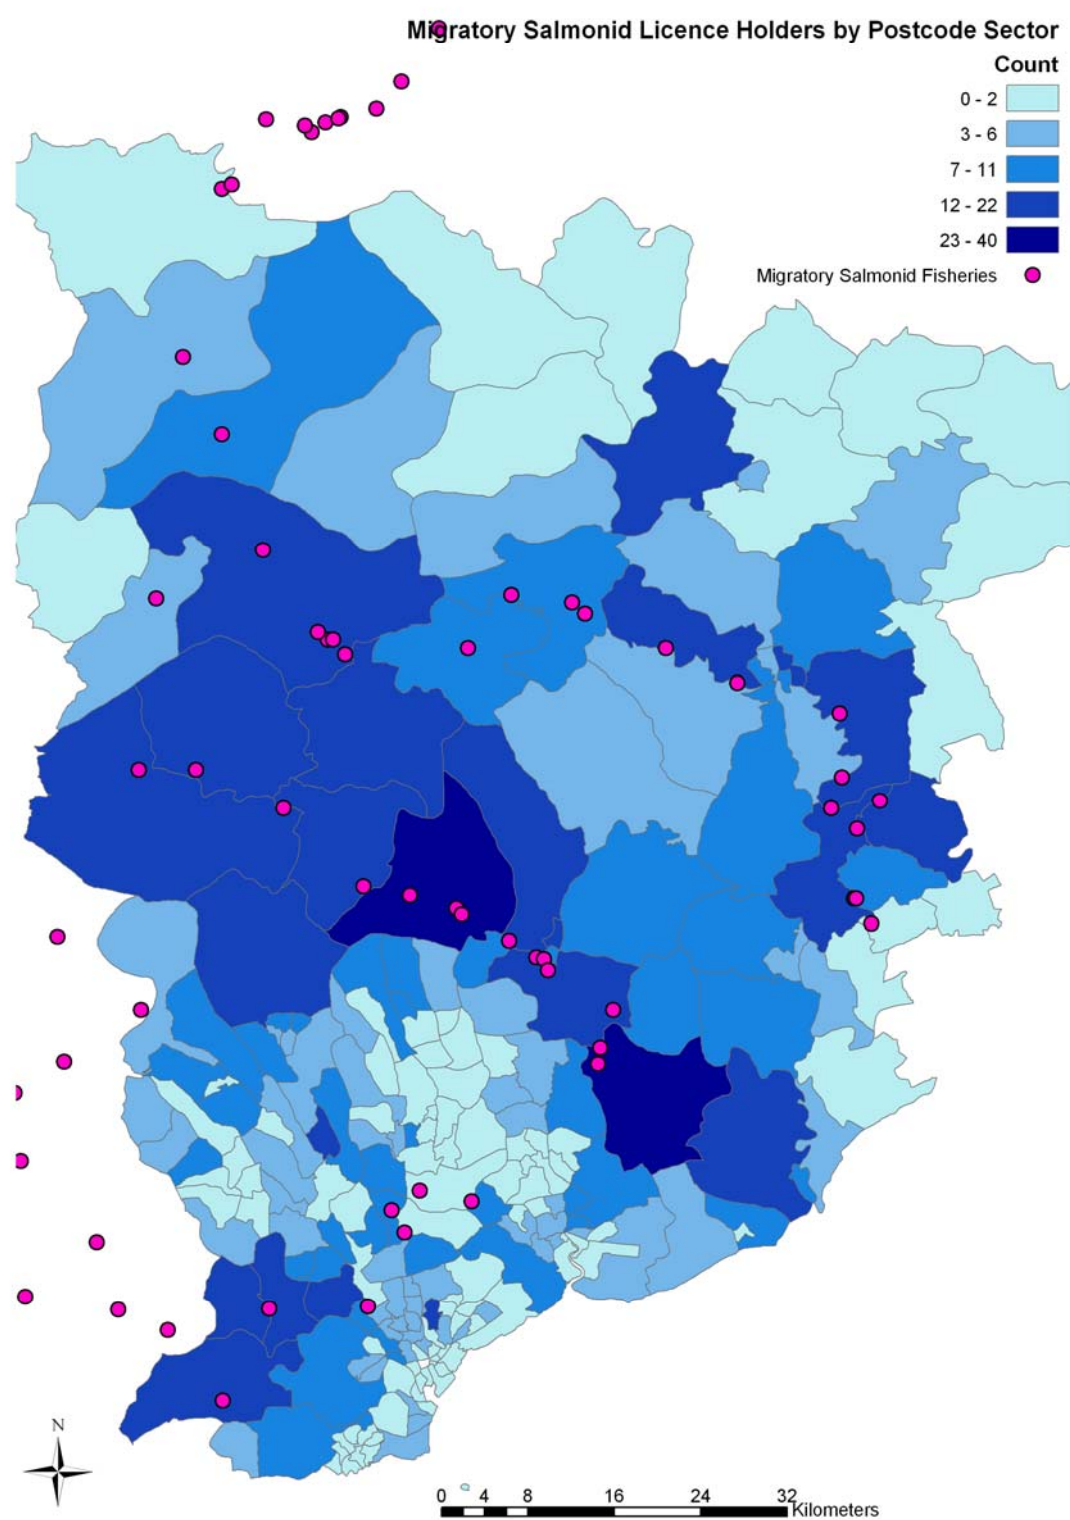 Migratory Salmonid Licence Holders by Postcode Sector
Count
0 - 2
3 - 6
7 - 11
12 - 22
23 - 40
Migratory Salmonid Fisheries
N
0 4 8 16 24 32
Kilometers